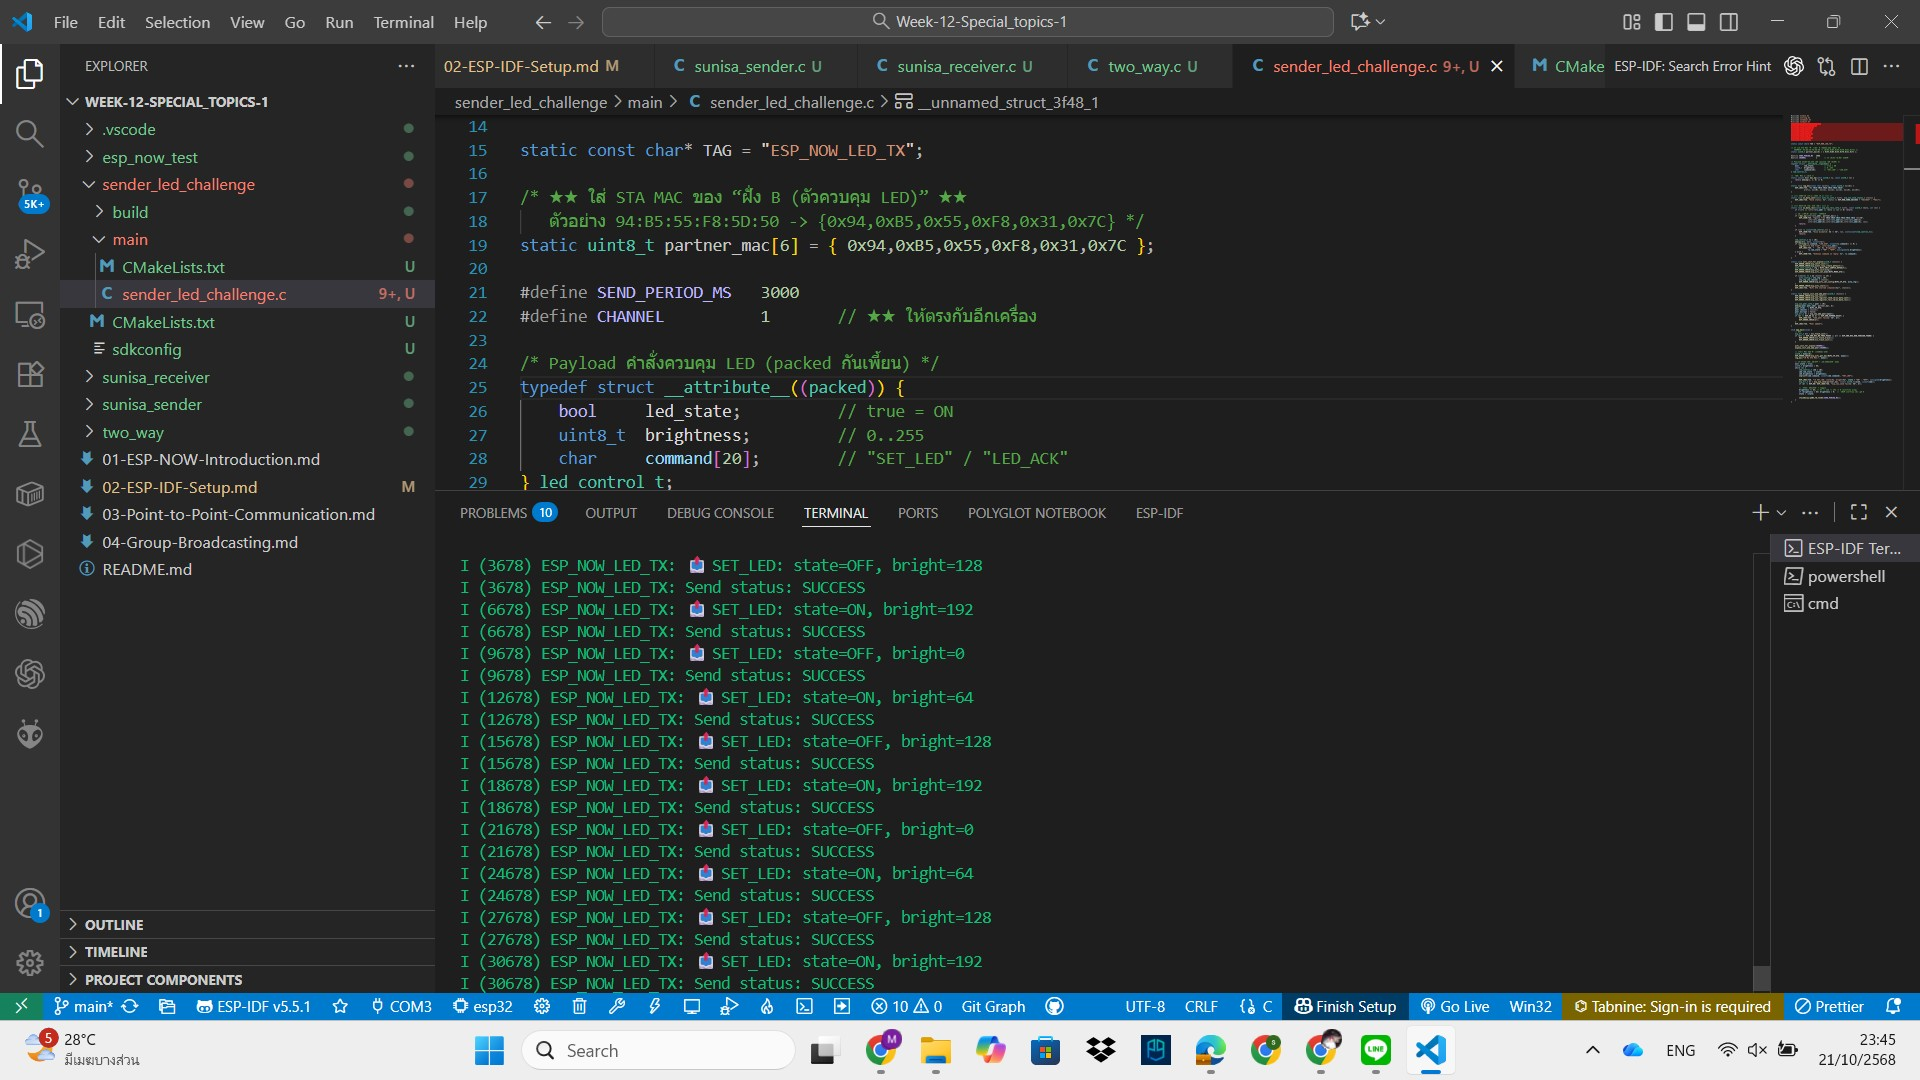 File Edit Selection View Go Run Terminal Help
Week-12-Special_topics-1
EXPLORER
WEEK-12-SPECIAL_TOPICS-1
.vscode
esp_now_test
sender_led_challenge
build
main
CMakeLists.txt U
sender_led_challenge.c 9+, U
CMakeLists.txt U
sdkconfig U
sunisa_receiver
sunisa_sender
two_way
01-ESP-NOW-Introduction.md
02-ESP-IDF-Setup.md M
03-Point-to-Point-Communication.md
04-Group-Broadcasting.md
README.md
OUTLINE
TIMELINE
PROJECT COMPONENTS
5K+
1
02-ESP-IDF-Setup.md M
C sunisa_sender.c U
C sunisa_receiver.c U
C two_way.c U
C sender_led_challenge.c 9+, U
M CMake
ESP-IDF: Search Error Hint
sender_led_challenge > main > C sender_led_challenge.c > __unnamed_struct_3f48_1
14
15 static const char* TAG = "ESP_NOW_LED_TX";
16
17 /* ★★ ใส่ STA MAC ของ “ฝั่ง B (ตัวควบคุม LED)” ★★
18 ตัวอย่าง 94:B5:55:F8:5D:50 -> {0x94,0xB5,0x55,0xF8,0x31,0x7C} */
19 static uint8_t partner_mac[6] = { 0x94,0xB5,0x55,0xF8,0x31,0x7C };
20
21 #define SEND_PERIOD_MS 3000
22 #define CHANNEL 1 // ★★ ให้ตรงกับอีกเครื่อง
23
24 /* Payload คำสั่งควบคุม LED (packed กันเพี้ยน) */
25 typedef struct __attribute__((packed)) {
26 bool led_state; // true = ON
27 uint8_t brightness; // 0..255
28 char command[20]; // "SET_LED" / "LED_ACK"
29 } led_control_t;
PROBLEMS 10 OUTPUT DEBUG CONSOLE TERMINAL PORTS POLYGLOT NOTEBOOK ESP-IDF
I (3678) ESP_NOW_LED_TX: 📤 SET_LED: state=OFF, bright=128
I (3678) ESP_NOW_LED_TX: Send status: SUCCESS
I (6678) ESP_NOW_LED_TX: 📤 SET_LED: state=ON, bright=192
I (6678) ESP_NOW_LED_TX: Send status: SUCCESS
I (9678) ESP_NOW_LED_TX: 📤 SET_LED: state=OFF, bright=0
I (9678) ESP_NOW_LED_TX: Send status: SUCCESS
I (12678) ESP_NOW_LED_TX: 📤 SET_LED: state=ON, bright=64
I (12678) ESP_NOW_LED_TX: Send status: SUCCESS
I (15678) ESP_NOW_LED_TX: 📤 SET_LED: state=OFF, bright=128
I (15678) ESP_NOW_LED_TX: Send status: SUCCESS
I (18678) ESP_NOW_LED_TX: 📤 SET_LED: state=ON, bright=192
I (18678) ESP_NOW_LED_TX: Send status: SUCCESS
I (21678) ESP_NOW_LED_TX: 📤 SET_LED: state=OFF, bright=0
I (21678) ESP_NOW_LED_TX: Send status: SUCCESS
I (24678) ESP_NOW_LED_TX: 📤 SET_LED: state=ON, bright=64
I (24678) ESP_NOW_LED_TX: Send status: SUCCESS
I (27678) ESP_NOW_LED_TX: 📤 SET_LED: state=OFF, bright=128
I (27678) ESP_NOW_LED_TX: Send status: SUCCESS
I (30678) ESP_NOW_LED_TX: 📤 SET_LED: state=ON, bright=192
I (30678) ESP_NOW_LED_TX: Send status: SUCCESS
ESP-IDF Ter...
powershell
cmd
main* ESP-IDF v5.5.1 COM3 esp32 10 0 Git Graph UTF-8 CRLF {} C Finish Setup Go Live Win32 Tabnine: Sign-in is required Prettier
5
28°C
มีเมฆบางส่วน
Search
ENG
23:45
21/10/2568